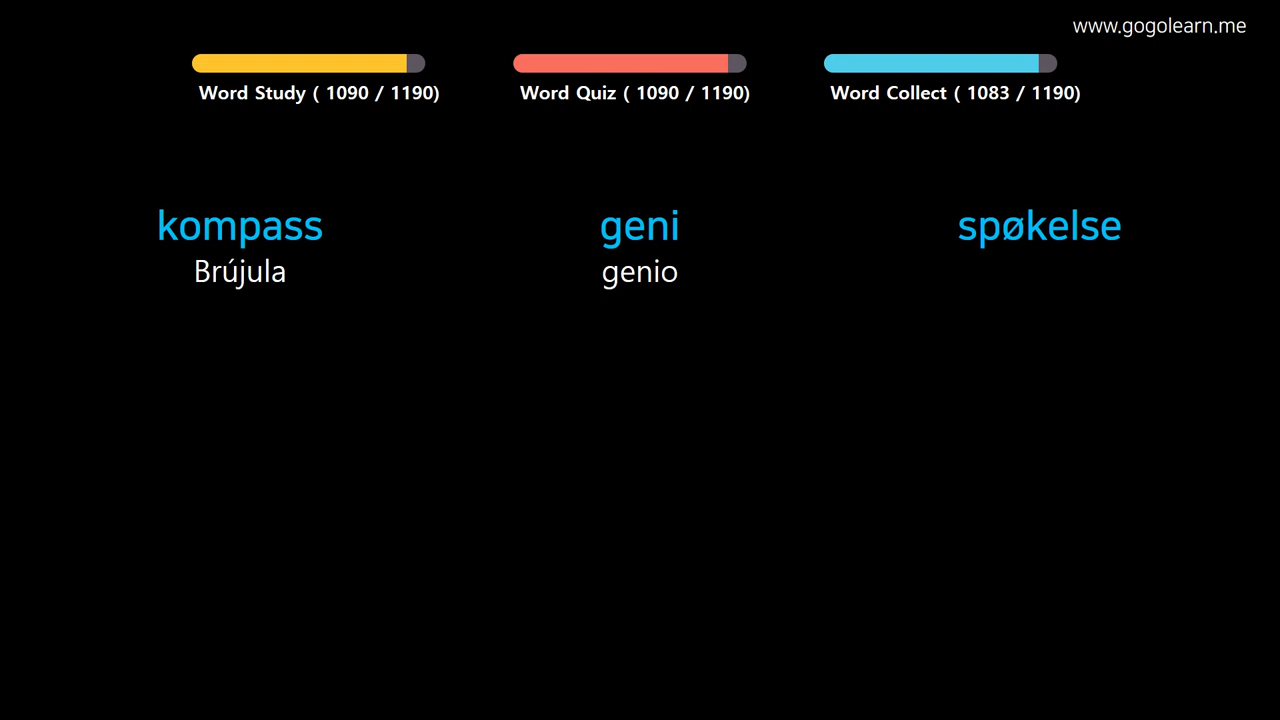 www.gogolearn.me
Word Study ( 1090 / 1190)
Word Quiz ( 1090 / 1190)
Word Collect ( 1083 / 1190)
kompass
Brújula
geni
genio
spøkelse